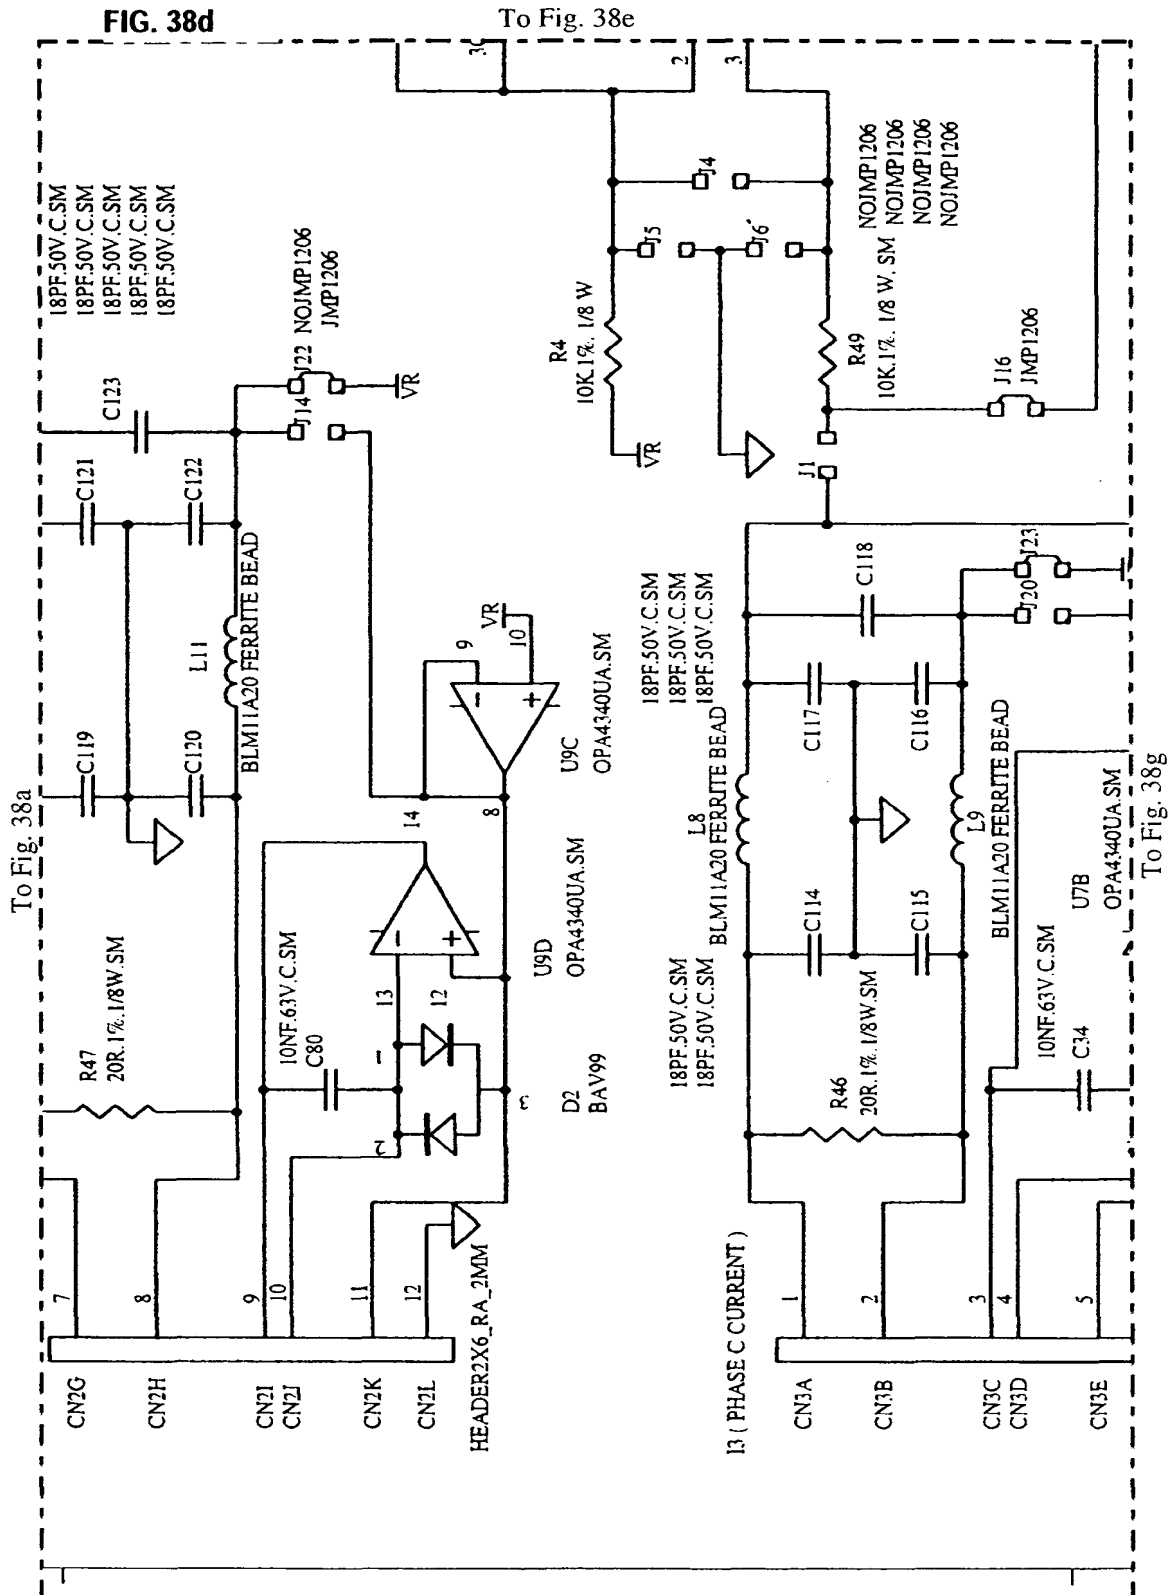 FIG. 38d
To Fig. 38e
To Fig. 38a
To Fig. 38g
18PF.50V.C.SM
18PF.50V.C.SM
18PF.50V.C.SM
18PF.50V.C.SM
18PF.50V.C.SM
C123
C121
C122
C119
C120
L11
BLM11A20 FERRITE BEAD
J22 NOJMP1206
J14 JMP1206
VR
R47
20R.1%.1/8W.SM
CN2G
7
CN2H
8
CN2I
9
CN2J
10
CN2K
11
CN2L
12
HEADER2X6_RA_2MM
10NF.63V.C.SM
C80
1
2
3
D2
BAV99
13
12
14
U9D
OPA4340UA.SM
9
10
8
VR
U9C
OPA4340UA.SM
2
3
J4
J5
J6
R4
10K.1%. 1/8 W
VR
R49
10K.1%. 1/8 W. SM
NOJMP1206
NOJMP1206
NOJMP1206
NOJMP1206
J1
J16
JMP1206
18PF.50V.C.SM
18PF.50V.C.SM
18PF.50V.C.SM
C118
C117
C116
L8
BLM11A20 FERRITE BEAD
J23
J20
C114
C115
L9
BLM11A20 FERRITE BEAD
18PF.50V.C.SM
18PF.50V.C.SM
R46
20R.1%. 1/8W.SM
U7B
OPA4340UA.SM
10NF.63V.C.SM
C34
I3 ( PHASE C CURRENT )
CN3A
1
CN3B
2
CN3C
3
CN3D
4
CN3E
5